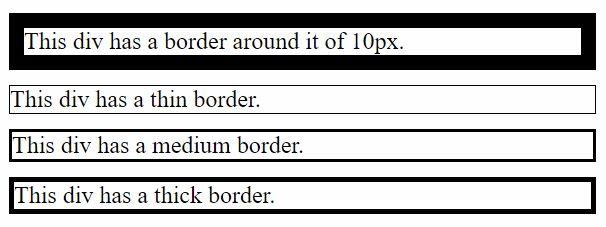 This div has a border around it of 10px.
This div has a thin border.
This div has a medium border.
This div has a thick border.